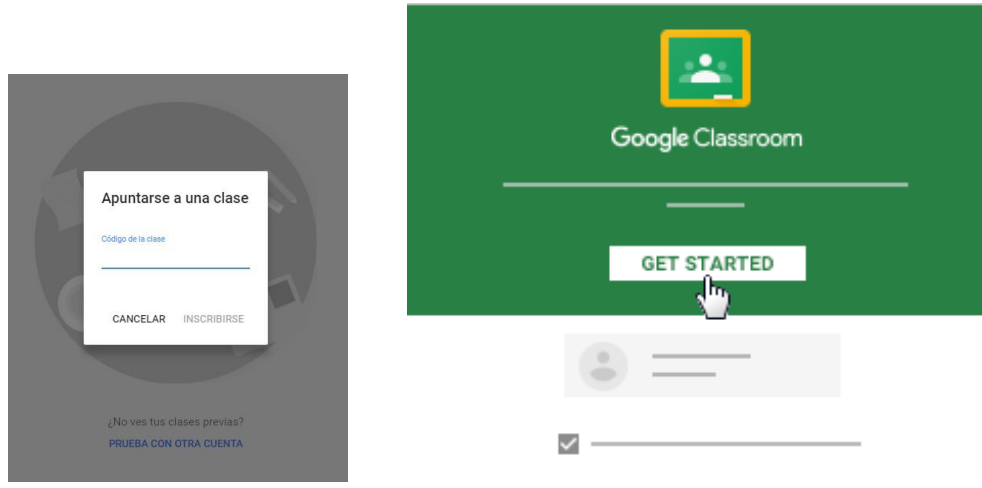 Apuntarse a una clase
Código de la clase
CANCELAR INSCRIBIRSE
¿No ves tus clases previas?
PRUEBA CON OTRA CUENTA
Google Classroom
GET STARTED